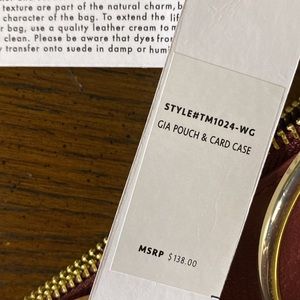 texture are part of the natural charm, b
character of the bag. To extend the lif
r bag, use a quality leather cream to m
clean. Please be aware that dyes from
y transfer onto suede in damp or humi
STYLE#TM1024-WG
GIA POUCH & CARD CASE
MSRP $138.00